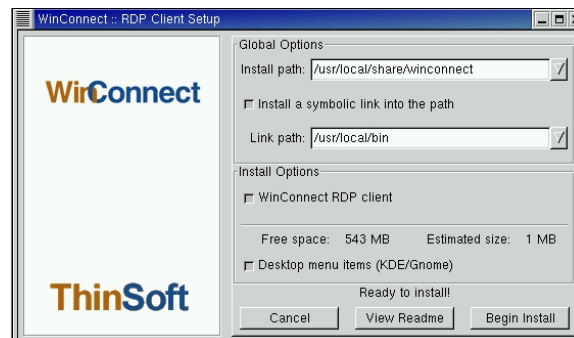 WinConnect :: RDP Client Setup
WinConnect
ThinSoft
Global Options
Install path: /usr/local/share/winconnect
Install a symbolic link into the path
Link path: /usr/local/bin
Install Options
WinConnect RDP client
Free space: 543 MB Estimated size: 1 MB
Desktop menu items (KDE/Gnome)
Ready to install!
Cancel View Readme Begin Install